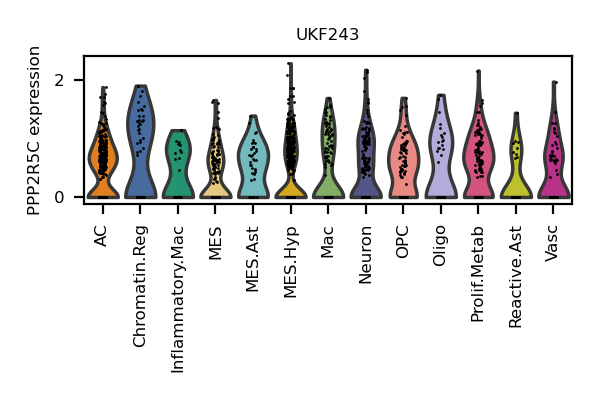 UKF243
PPP2R5C expression
2
0
AC
Chromatin.Reg
Inflammatory.Mac
MES
MES.Ast
MES.Hyp
Mac
Neuron
OPC
Oligo
Prolif.Metab
Reactive.Ast
Vasc